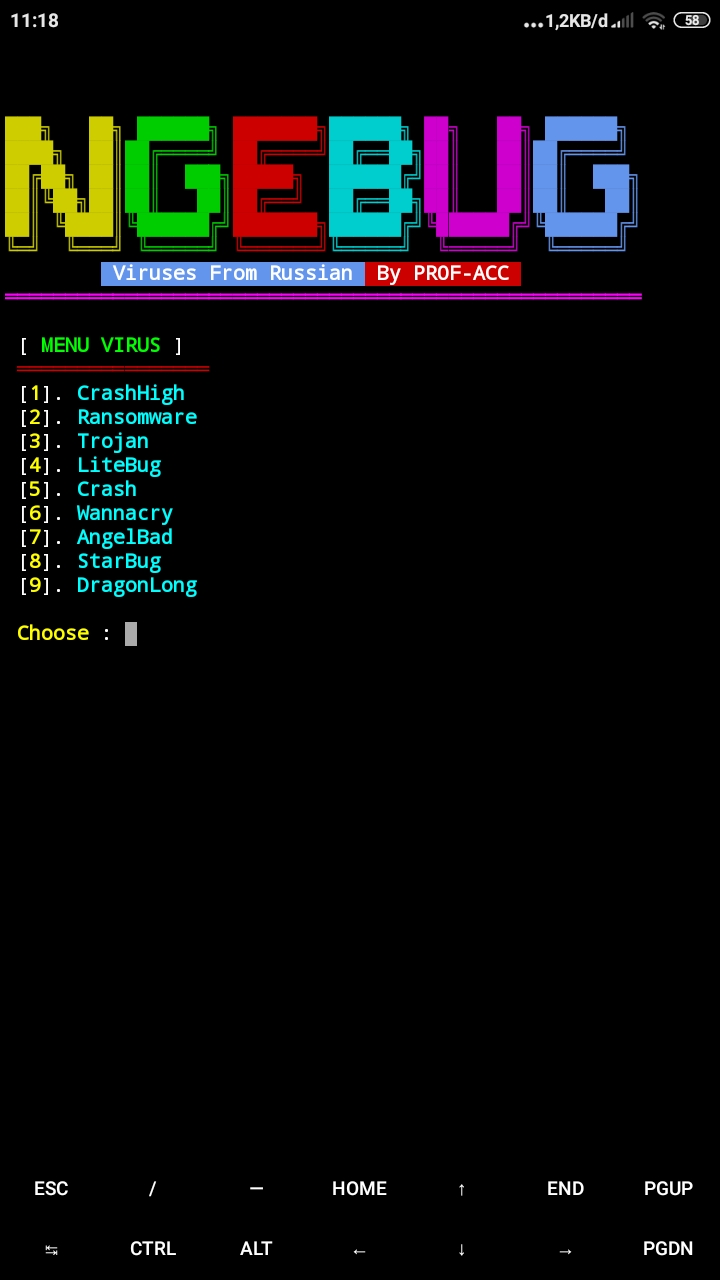 11:18 ...1,2KB/d 58
NGEBUG
Viruses From Russian By PROF-ACC
[ MENU VIRUS ]
[1]. CrashHigh
[2]. Ransomware
[3]. Trojan
[4]. LiteBug
[5]. Crash
[6]. Wannacry
[7]. AngelBad
[8]. StarBug
[9]. DragonLong
Choose :
ESC / — HOME ↑ END PGUP
↹ CTRL ALT ← ↓ → PGDN